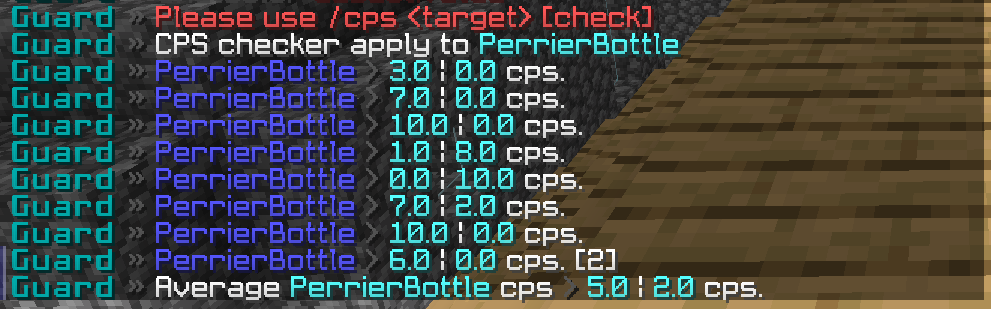 Guard » Please use /cps <target> [check]
Guard » CPS checker apply to PerrierBottle
Guard » PerrierBottle > 3.0 ¦ 0.0 cps.
Guard » PerrierBottle > 7.0 ¦ 0.0 cps.
Guard » PerrierBottle > 10.0 ¦ 0.0 cps.
Guard » PerrierBottle > 1.0 ¦ 8.0 cps.
Guard » PerrierBottle > 0.0 ¦ 10.0 cps.
Guard » PerrierBottle > 7.0 ¦ 2.0 cps.
Guard » PerrierBottle > 10.0 ¦ 0.0 cps.
Guard » PerrierBottle > 6.0 ¦ 0.0 cps. [2]
Guard » Average PerrierBottle cps > 5.0 ¦ 2.0 cps.